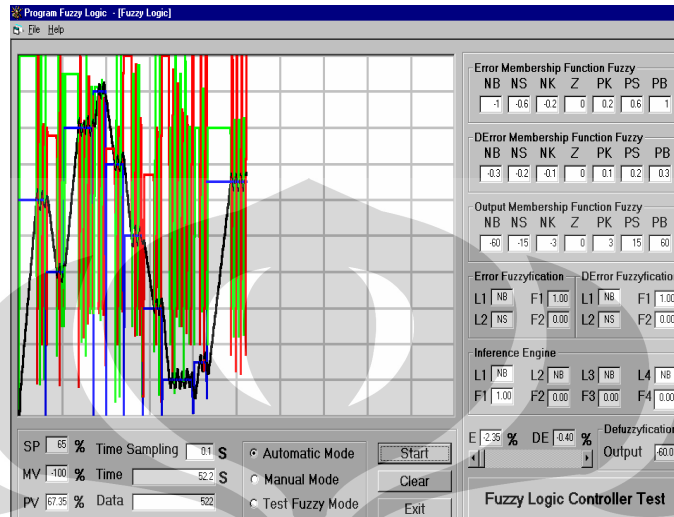 Program Fuzzy Logic - [Fuzzy Logic]
File Help
Error Membership Function Fuzzy
NB NS NK Z PK PS PB
-1 -0.6 -0.2 0 0.2 0.6 1
DError Membership Function Fuzzy
NB NS NK Z PK PS PB
-0.3 -0.2 -0.1 0 0.1 0.2 0.3
Output Membership Function Fuzzy
NB NS NK Z PK PS PB
-60 -15 -3 0 3 15 60
Error Fuzzyfication DError Fuzzyfication
L1 NB F1 1.00 L1 NB F1 1.00
L2 NS F2 0.00 L2 NS F2 0.00
Inference Engine
L1 NB L2 NB L3 NB L4 NB
F1 1.00 F2 0.00 F3 0.00 F4 0.00
E -2.35 % DE -0.40 % Defuzzyfication
Output -60.0
SP 65 % Time Sampling 0.1 S Automatic Mode Start
MV -100 % Time 52.2 S Manual Mode Clear
PV 67.35 % Data 522 Test Fuzzy Mode Exit
Fuzzy Logic Controller Test